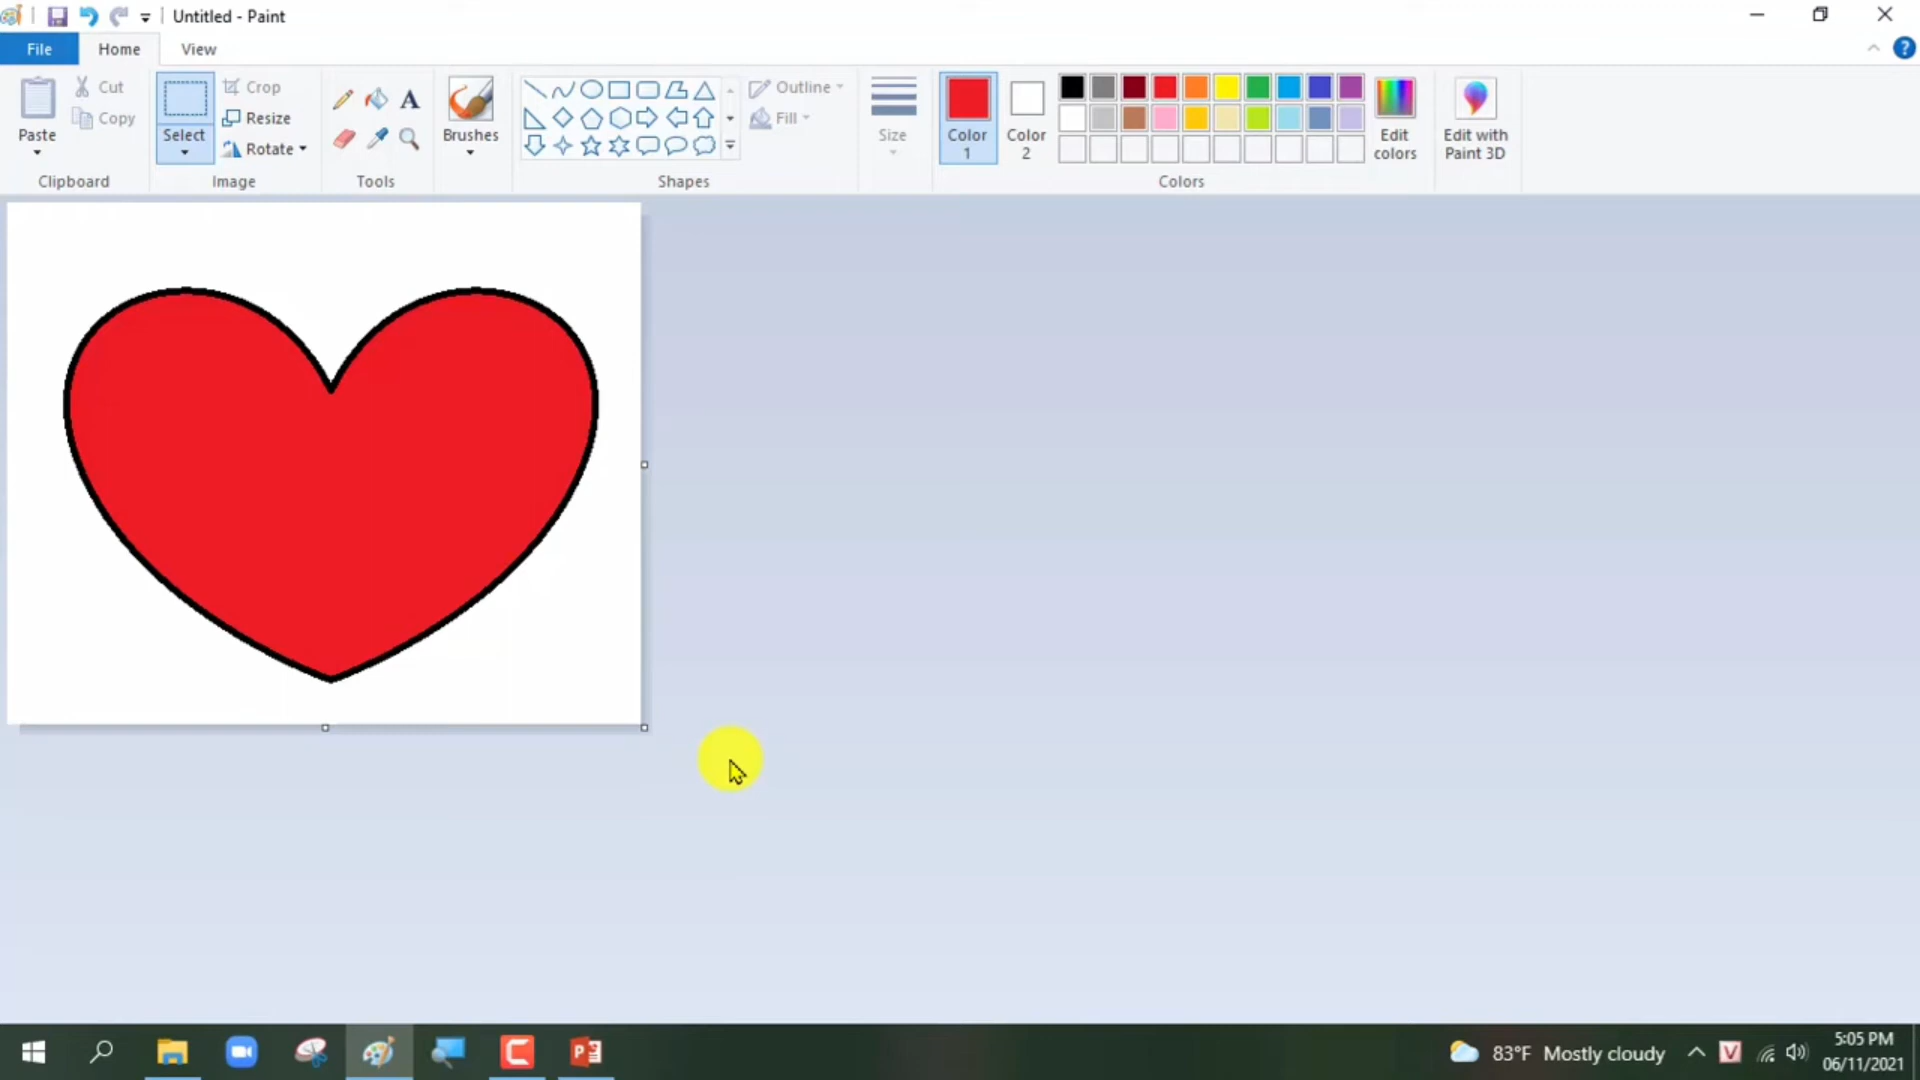 Untitled - Paint
File
Home
View
Paste
Cut
Copy
Clipboard
Select
Crop
Resize
Rotate
Image
A
Tools
Brushes
Shapes
Outline
Fill
Size
Color
1
Color
2
Edit
colors
Colors
Edit with
Paint 3D
?
83°F Mostly cloudy
V
5:05 PM
06/11/2021